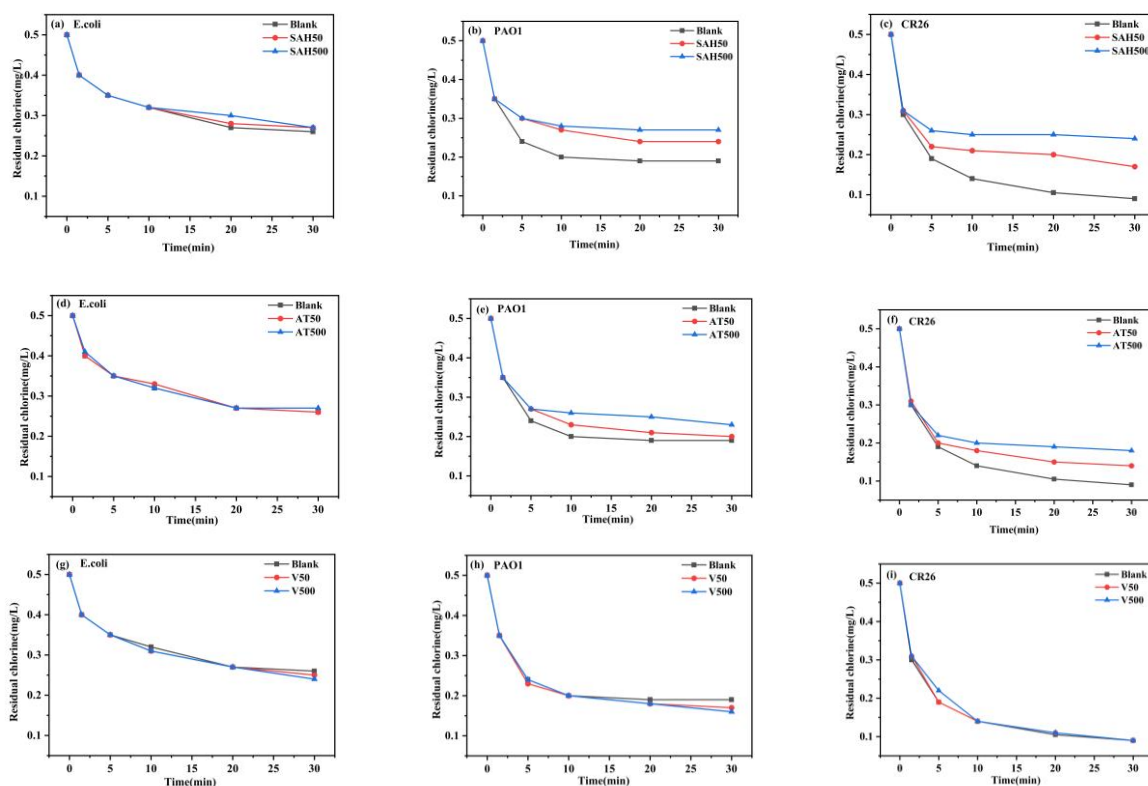 (a) E.coli
Blank
SAH50
SAH500
Residual chlorine(mg/L)
0.5
0.4
0.3
0.2
0.1
0 5 10 15 20 25 30
Time(min)
(b) PAO1
Blank
SAH50
SAH500
Residual chlorine(mg/L)
0.5
0.4
0.3
0.2
0.1
0 5 10 15 20 25 30
Time(min)
(c) CR26
Blank
SAH50
SAH500
Residual chlorine(mg/L)
0.5
0.4
0.3
0.2
0.1
0 5 10 15 20 25 30
Time(min)
(d) E.coli
Blank
AT50
AT500
Residual chlorine(mg/L)
0.5
0.4
0.3
0.2
0.1
0 5 10 15 20 25 30
Time(min)
(e) PAO1
Blank
AT50
AT500
Residual chlorine(mg/L)
0.5
0.4
0.3
0.2
0.1
0 5 10 15 20 25 30
Time(min)
(f) CR26
Blank
AT50
AT500
Residual chlorine(mg/L)
0.5
0.4
0.3
0.2
0.1
0 5 10 15 20 25 30
Time(min)
(g) E.coli
Blank
V50
V500
Residual chlorine(mg/L)
0.5
0.4
0.3
0.2
0.1
0 5 10 15 20 25 30
Time(min)
(h) PAO1
Blank
V50
V500
Residual chlorine(mg/L)
0.5
0.4
0.3
0.2
0.1
0 5 10 15 20 25 30
Time(min)
(i) CR26
Blank
V50
V500
Residual chlorine(mg/L)
0.5
0.4
0.3
0.2
0.1
0 5 10 15 20 25 30
Time(min)